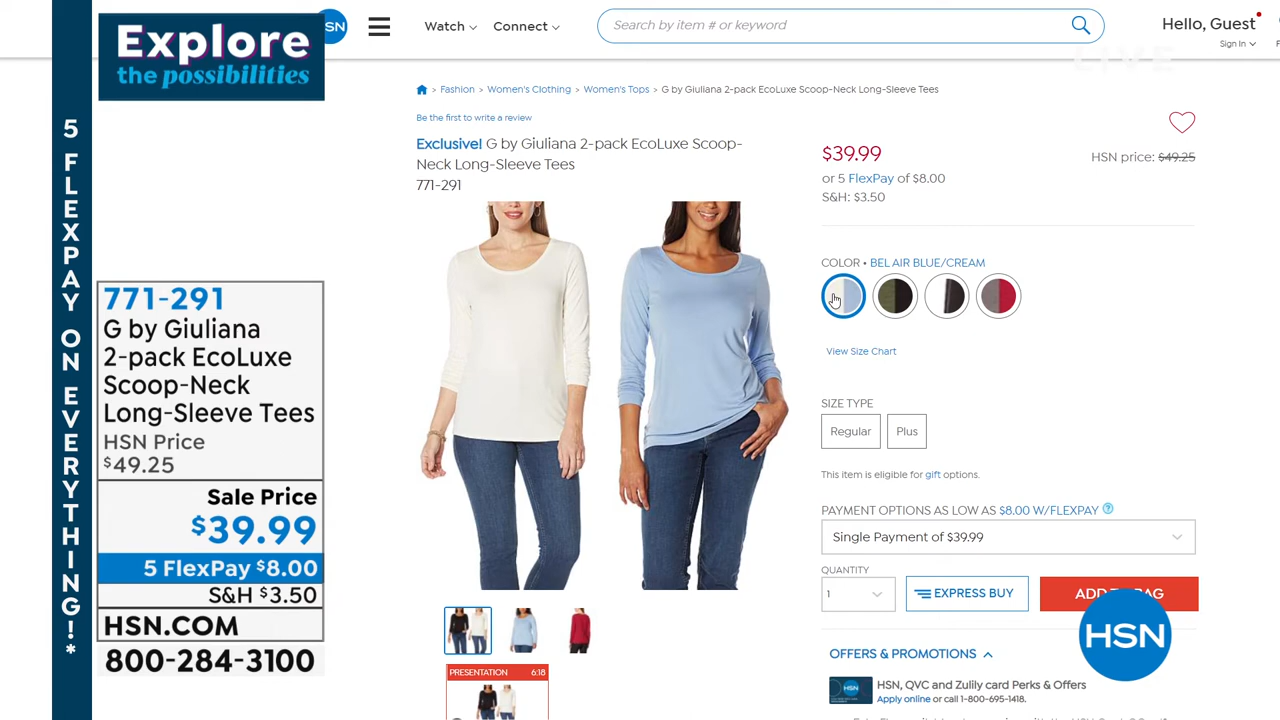 Explore
the possibilities
5 FLEXPAY ON EVERYTHING!*
771-291
G by Giuliana
2-pack EcoLuxe
Scoop-Neck
Long-Sleeve Tees
HSN Price
$49.25
Sale Price
$39.99
5 FlexPay $8.00
S&H $3.50
HSN.COM
800-284-3100
Watch
Connect
Search by item # or keyword
Hello, Guest
Sign In
LIVE
Fashion > Women's Clothing > Women's Tops > G by Giuliana 2-pack EcoLuxe Scoop-Neck Long-Sleeve Tees
Be the first to write a review
Exclusive! G by Giuliana 2-pack EcoLuxe Scoop-
Neck Long-Sleeve Tees
771-291
$39.99
HSN price: $49.25
or 5 FlexPay of $8.00
S&H: $3.50
COLOR • BEL AIR BLUE/CREAM
View Size Chart
SIZE TYPE
Regular
Plus
This item is eligible for gift options.
PAYMENT OPTIONS AS LOW AS $8.00 W/FLEXPAY ?
Single Payment of $39.99
QUANTITY
1
EXPRESS BUY
HSN
OFFERS & PROMOTIONS
HSN, QVC and Zulily card Perks & Offers
Apply online or call 1-800-695-1418.
PRESENTATION 6:18